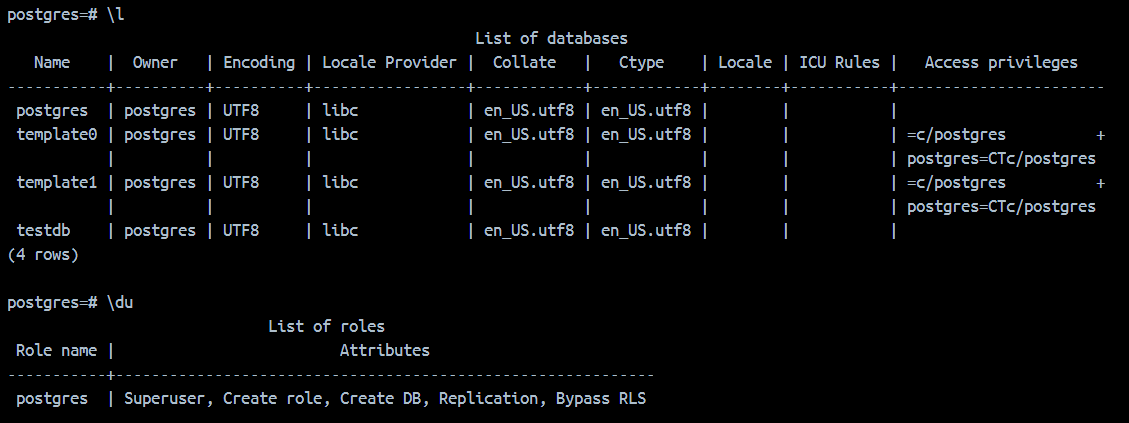 postgres=# \l
                                                    List of databases
   Name    |  Owner   | Encoding | Locale Provider |  Collate   |   Ctype    | Locale | ICU Rules |   Access privileges
-----------+----------+----------+-----------------+------------+------------+--------+-----------+-----------------------
 postgres  | postgres | UTF8     | libc            | en_US.utf8 | en_US.utf8 |        |           |
 template0 | postgres | UTF8     | libc            | en_US.utf8 | en_US.utf8 |        |           | =c/postgres          +
           |          |          |                 |            |            |        |           | postgres=CTc/postgres
 template1 | postgres | UTF8     | libc            | en_US.utf8 | en_US.utf8 |        |           | =c/postgres          +
           |          |          |                 |            |            |        |           | postgres=CTc/postgres
 testdb    | postgres | UTF8     | libc            | en_US.utf8 | en_US.utf8 |        |           |
(4 rows)

postgres=# \du
                             List of roles
 Role name |                         Attributes
-----------+------------------------------------------------------------
 postgres  | Superuser, Create role, Create DB, Replication, Bypass RLS